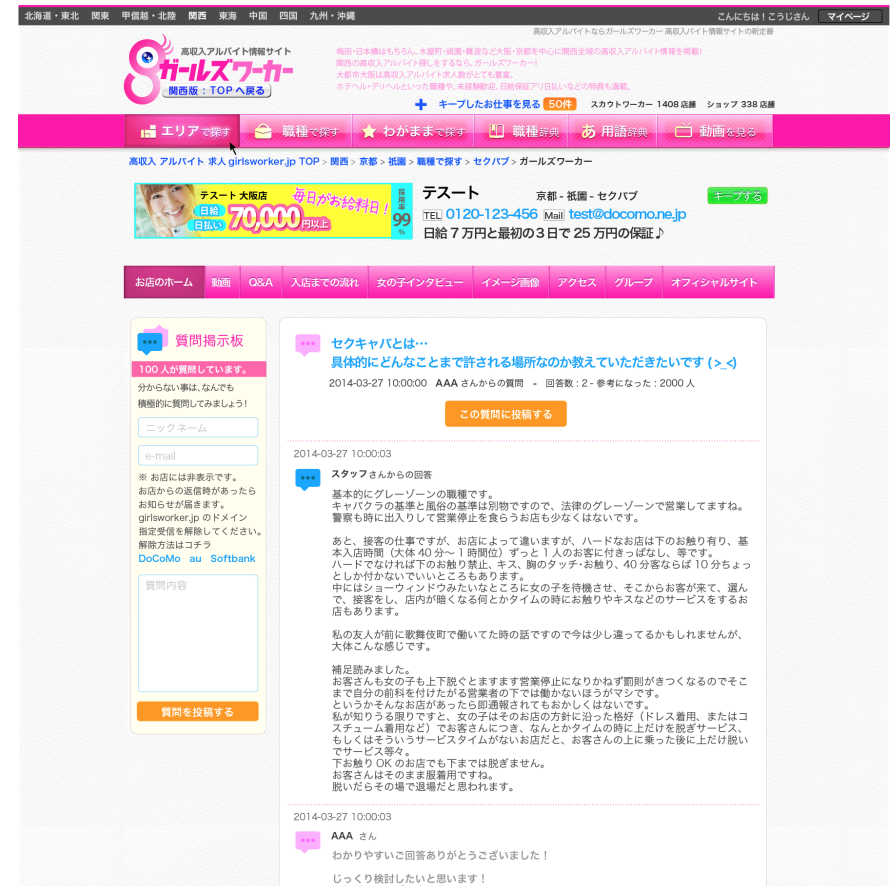 北海道・東北 関東 甲信越・北陸 関西 東海 中国 四国 九州・沖縄
こんにちは！こうじさん マイページ
高収入アルバイトならガールズワーカー 高収入バイト情報サイトの新定番
高収入アルバイト情報サイト
ガールズワーカー
関西版：TOPへ戻る
梅田・日本橋はもちろん、木屋町・祇園・難波など大阪・京都を中心に関西全域の高収入アルバイト情報を掲載！
関西の高収入アルバイト探しをするなら、ガールズワーカー！
大都市大阪は高収入アルバイト求人数がとても豊富。
ホテヘル・デリヘルといった職種や、未経験歓迎、日給保証アリ日払いなどの特典も満載。
キープしたお仕事を見る 50件 スカウトワーカー 1408店舗 ショップ 338店舗
エリアで探す 職種で探す わがままで探す 職種辞典 あ 用語辞典 動画を見る
高収入 アルバイト 求人 girlsworker.jp TOP > 関西 > 京都 > 祇園 > 職種で探す > セクパブ > ガールズワーカー
テスート 大阪店
毎日がお給料日！
日給 日払い 70,000円以上
採用率 99%
テスート 京都 - 祇園 - セクパブ
キープする
TEL 0120-123-456 Mail test@docomo.ne.jp
日給７万円と最初の３日で25万円の保証♪
お店のホーム 動画 Q&A 入店までの流れ 女の子インタビュー イメージ画像 アクセス グループ オフィシャルサイト
質問掲示板
100人が質問しています。
分からない事は、なんでも
積極的に質問してみましょう！
ニックネーム
e-mail
※ お店には非表示です。
お店からの返信時があったら
お知らせが届きます。
girlsworker.jp のドメイン
指定受信を解除してください。
解除方法はコチラ
DoCoMo au Softbank
質問内容
質問を投稿する
セクキャバとは…
具体的にどんなことまで許される場所なのか教えていただきたいです ( >_<)
2014-03-27 10:00:00 AAA さんからの質問 - 回答数：2 - 参考になった：2000 人
この質問に投稿する
2014-03-27 10:00:03
スタッフさんからの回答
基本的にグレーゾーンの職種です。
キャバクラの基準と風俗の基準は別物ですので、法律のグレーゾーンで営業してますね。
警察も時に出入りして営業停止を食らうお店も少なくはないです。
あと、接客の仕事ですが、お店によって違いますが、ハードなお店は下のお触り有り、基
本入店時間（大体 40 分～ 1 時間位）ずっと 1 人のお客に付きっぱなし、等です。
ハードでなければ下のお触り禁止、キス、胸のタッチ・お触り、40 分客ならば 10 分ちょっ
としか付かないでいいところもあります。
中にはショーウィンドウみたいなところに女の子を待機させ、そこからお客が来て、選ん
で、接客をし、店内が暗くなる何とかタイムの時にお触りやキスなどのサービスをするお
店もあります。
私の友人が前に歌舞伎町で働いてた時の話ですので今は少し違ってるかもしれませんが、
大体こんな感じです。
補足読みました。
お客さんも女の子も上下脱ぐとますます営業停止になりかねず罰則がきつくなるのでそこ
まで自分の前科を付けたがる営業者の下では働かないほうがマシです。
というかそんなお店があったら即通報されてもおかしくはないです。
私が知りうる限りですと、女の子はそのお店の方針に沿った格好（ドレス着用、またはコ
スチューム着用など）でお客さんにつき、なんとかタイムの時に上だけを脱ぎサービス、
もしくはそういうサービスタイムがないお店だと、お客さんの上に乗った後に上だけ脱い
でサービス等々。
下お触り OK のお店でも下までは脱ぎません。
お客さんはそのまま服着用ですね。
脱いだらその場で退場だと思われます。
2014-03-27 10:00:03
AAA さん
わかりやすいご回答ありがとうございました！
じっくり検討したいと思います！